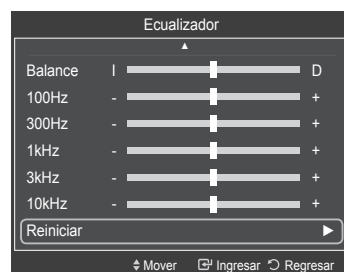 Ecualizador
▲
Balance I D
100Hz - +
300Hz - +
1kHz - +
3kHz - +
10kHz - +
Reiniciar ►
Mover Ingresar Regresar